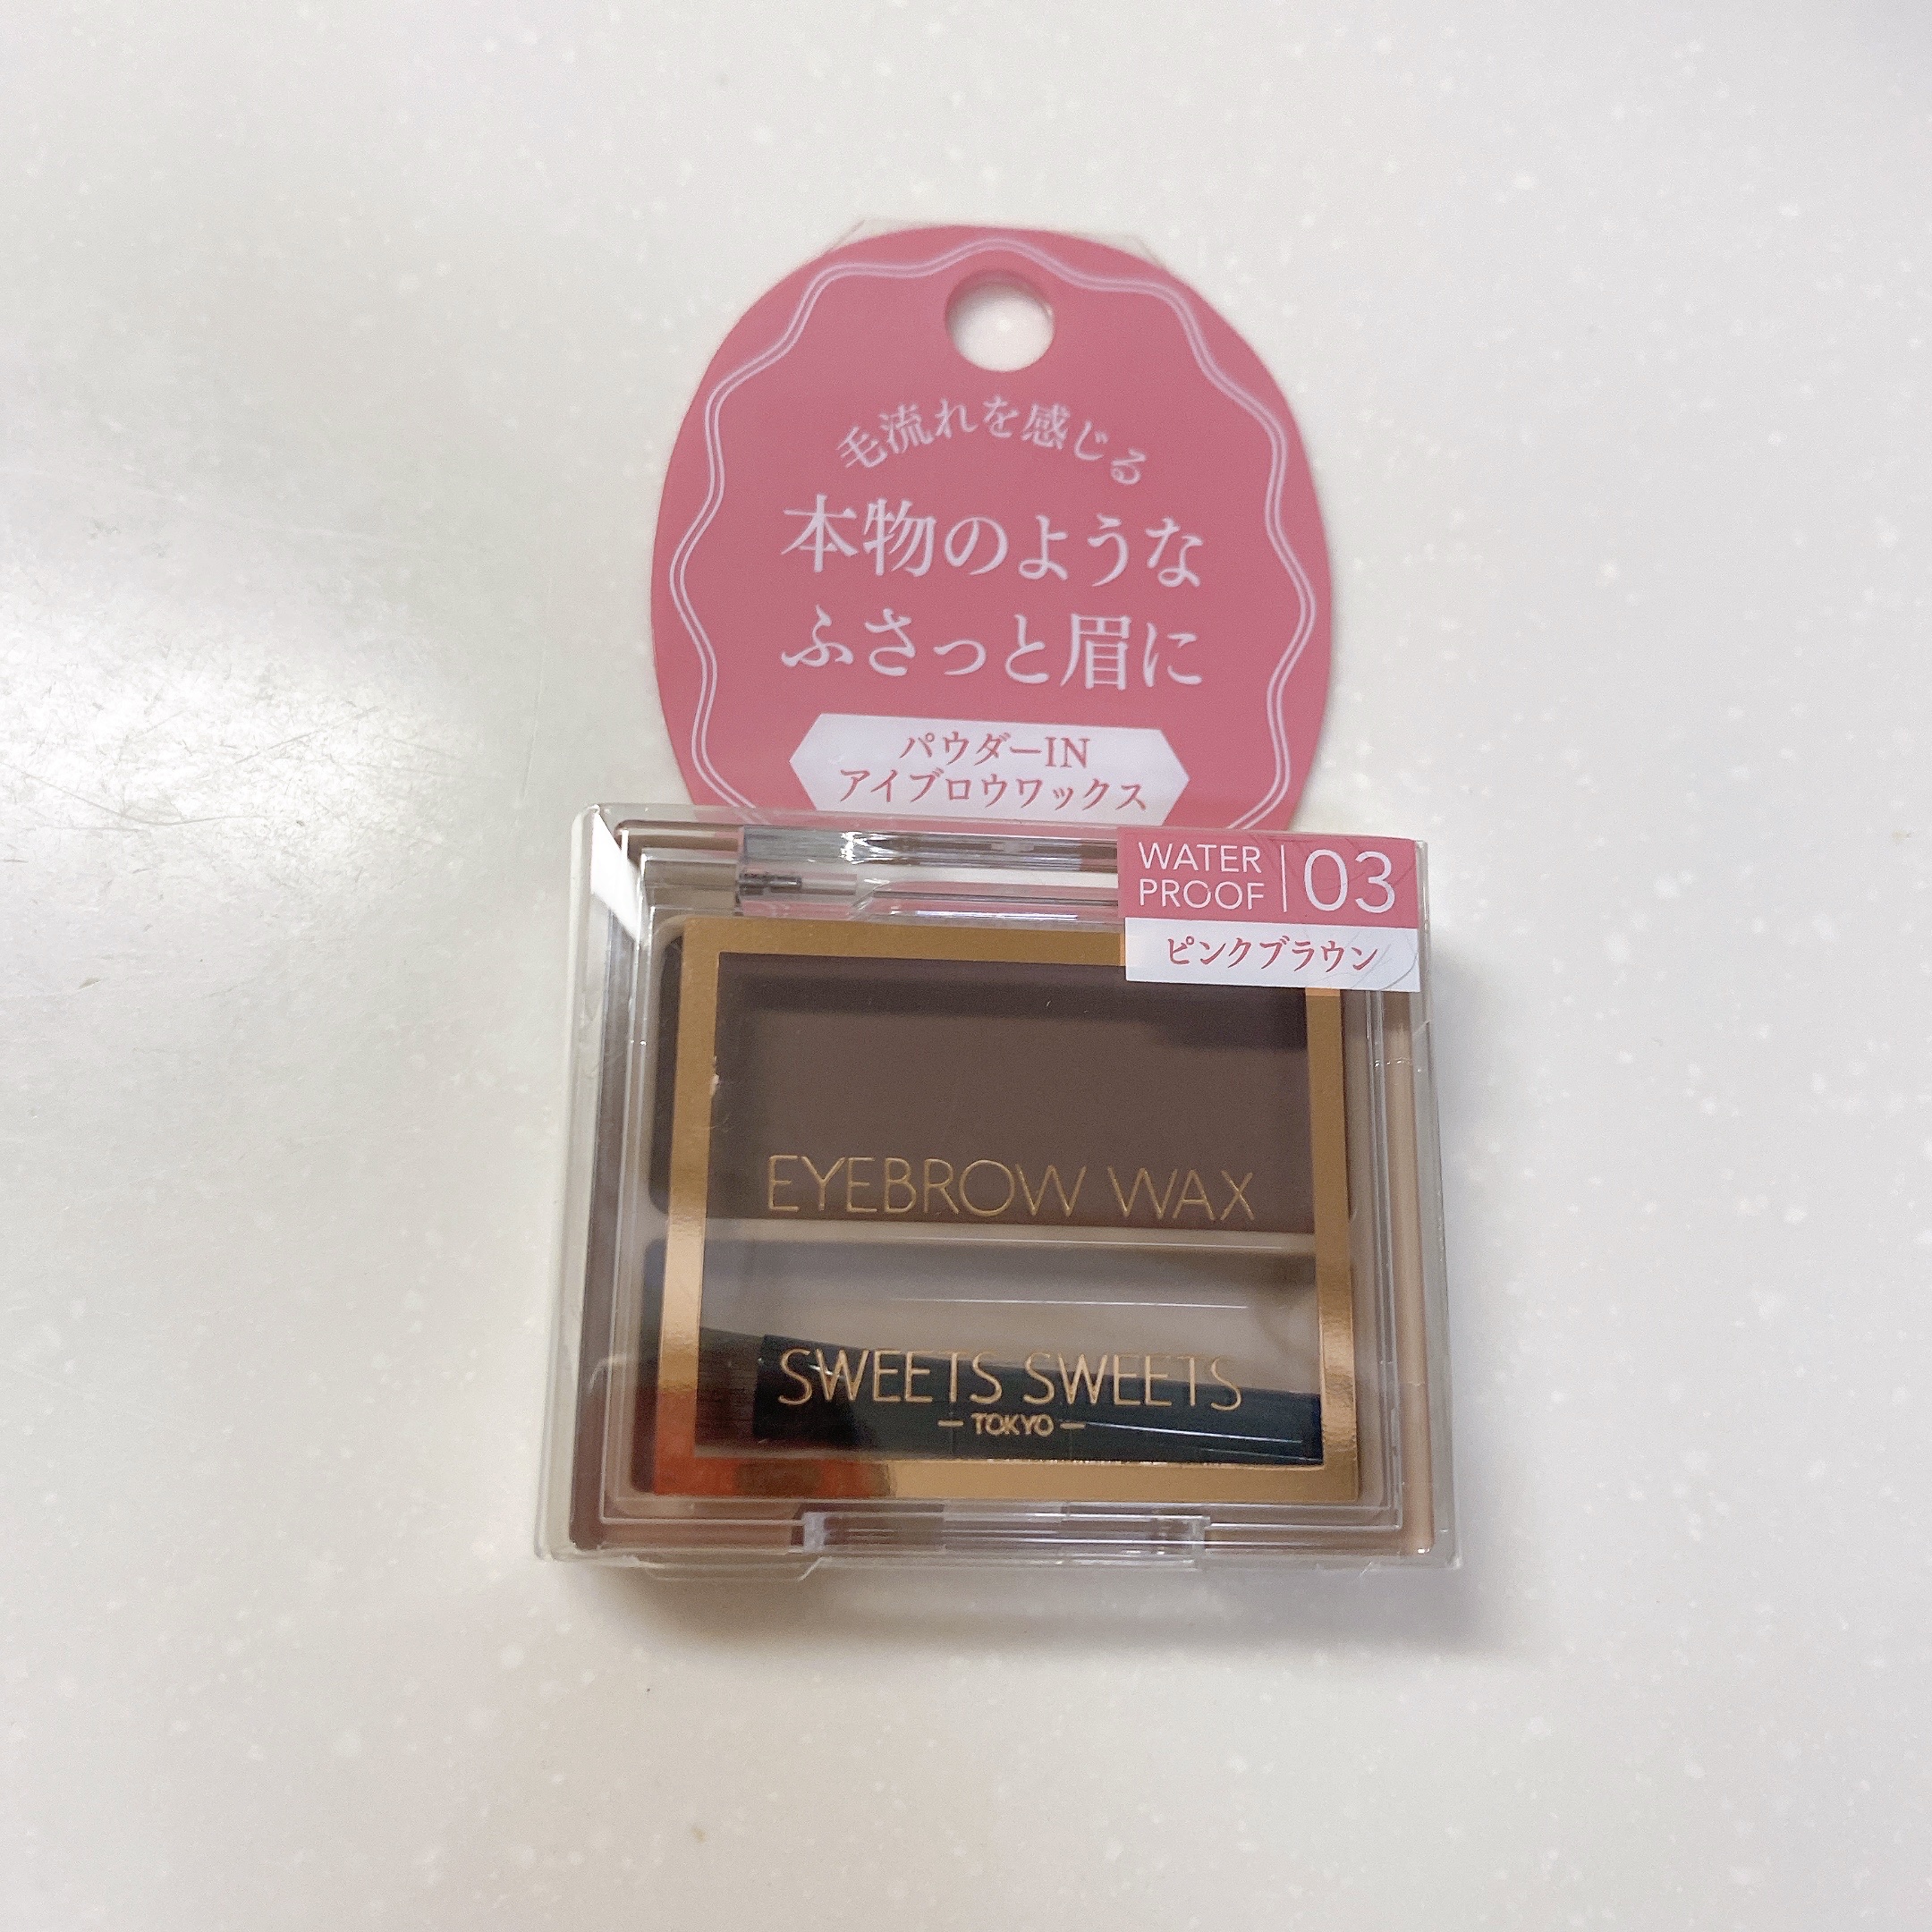 毛流れを感じる
本物のような
ふさっと眉に
パウダーIN
アイブロウワックス
WATER
PROOF
03
ピンクブラウン
EYEBROW WAX
SWEETS SWEETS
– TOKYO –